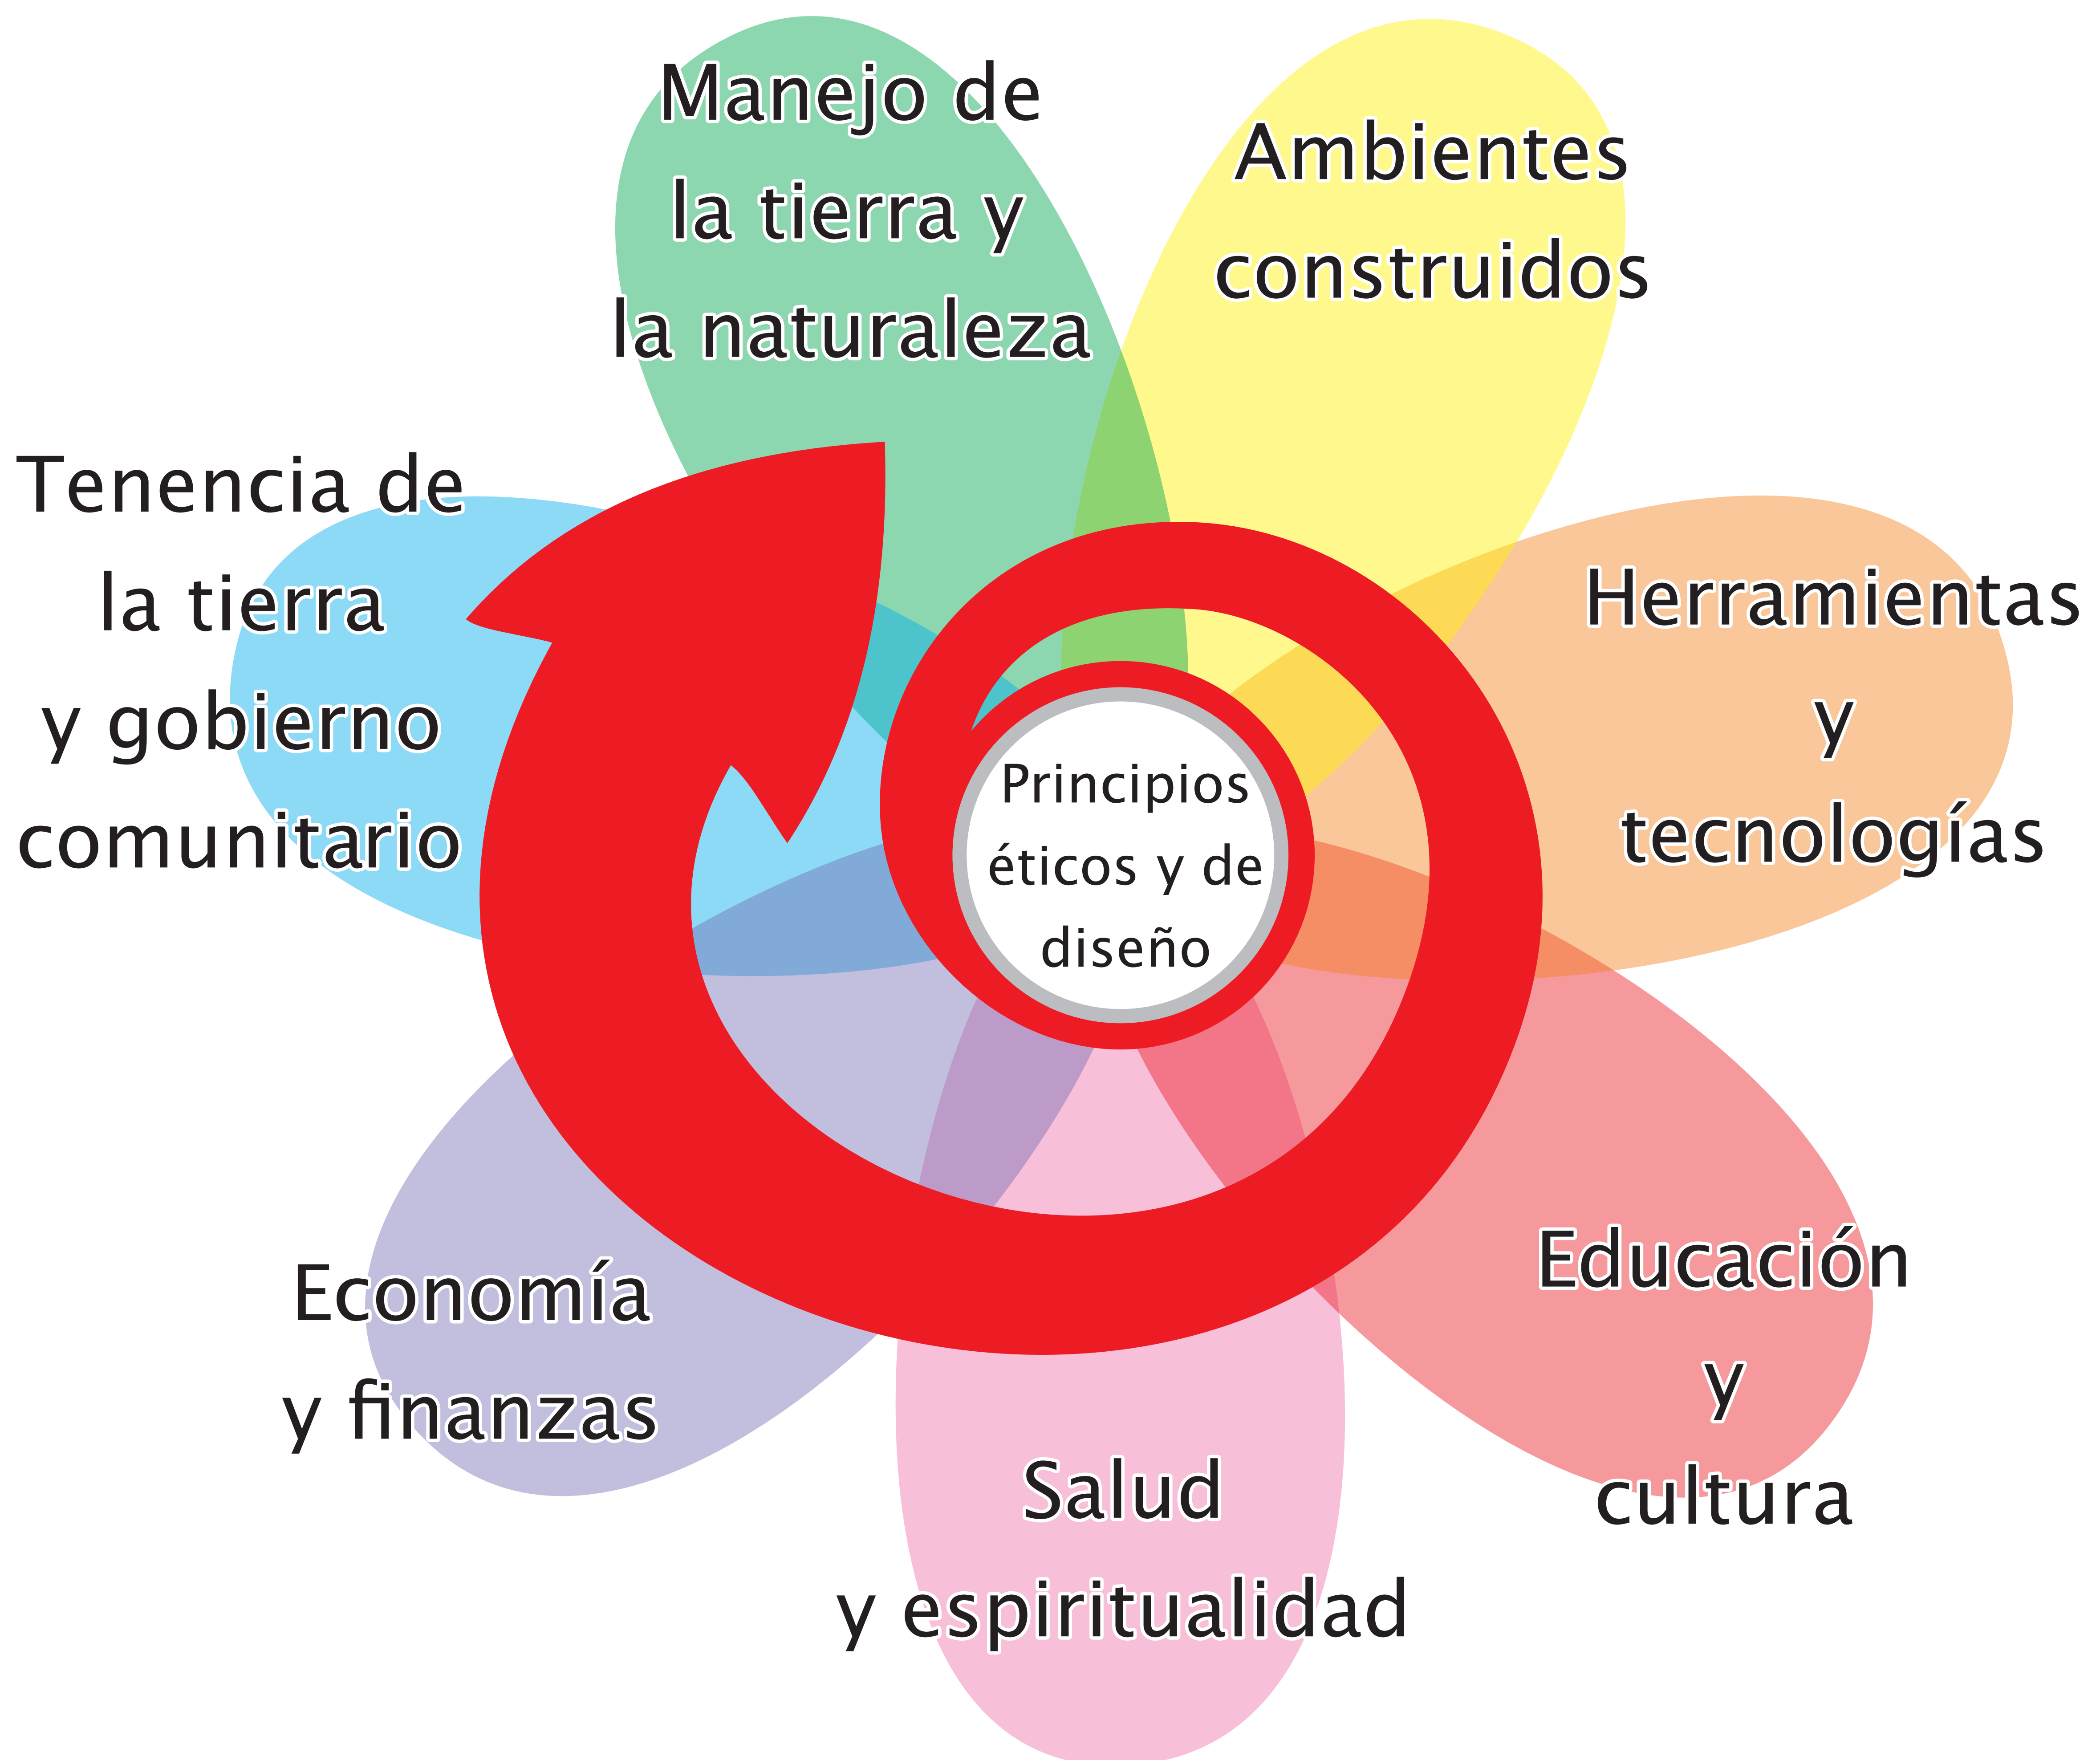 Manejo de
la tierra y
la naturaleza
Ambientes
construidos
Herramientas
y
tecnologías
Educación
y
cultura
Salud
y espiritualidad
Economía
y finanzas
Tenencia de
la tierra
y gobierno
comunitario
Principios
éticos y de
diseño